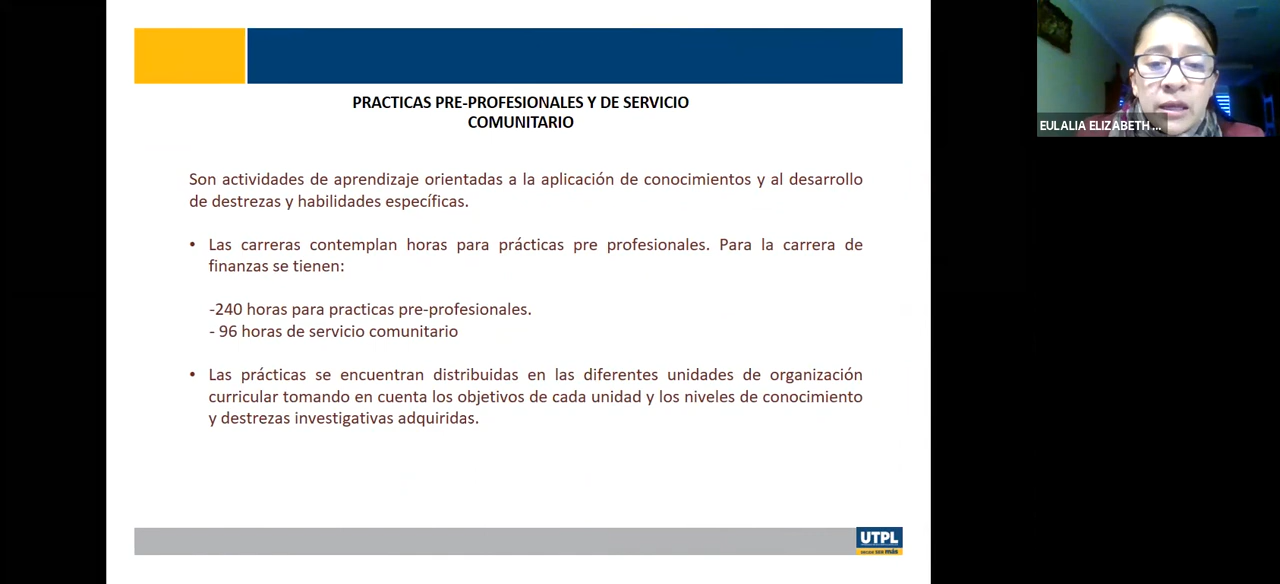 PRACTICAS PRE-PROFESIONALES Y DE SERVICIO
COMUNITARIO
Son actividades de aprendizaje orientadas a la aplicación de conocimientos y al desarrollo
de destrezas y habilidades específicas.
• Las carreras contemplan horas para prácticas pre profesionales. Para la carrera de
finanzas se tienen:
-240 horas para practicas pre-profesionales.
- 96 horas de servicio comunitario
• Las prácticas se encuentran distribuidas en las diferentes unidades de organización
curricular tomando en cuenta los objetivos de cada unidad y los niveles de conocimiento
y destrezas investigativas adquiridas.
EULALIA ELIZABETH ...
UTPL